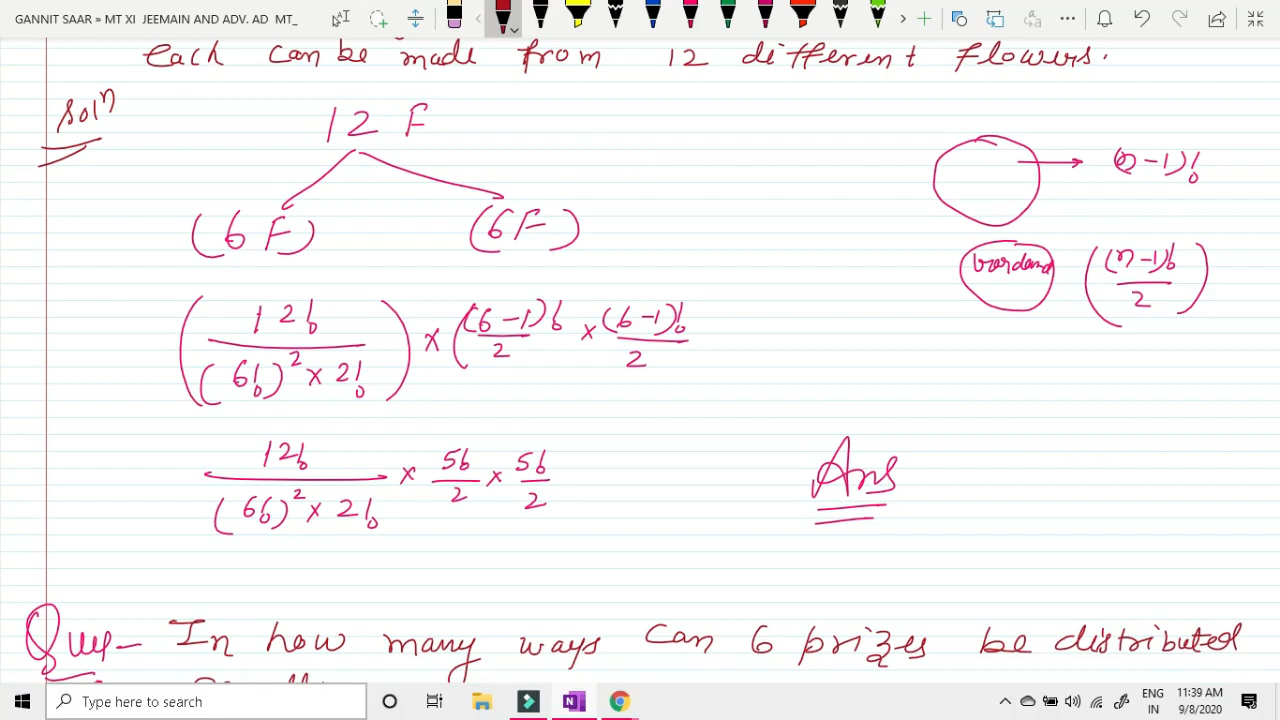 GANNIT SAAR » MT XI JEEMAIN AND ADV. AD MT_
Each can be made from 12 different flowers.
Solⁿ
12 F
(n-1)!
(6 F) (6F)
(n-1)!/2
(12!/((6!)² × 2!)) × ((6-1)!/2 × (6-1)!/2
12!/((6!)² × 2!) × 5!/2 × 5!/2
Ans
Ques- In how many ways can 6 prizes be distributed
Type here to search
ENG
IN
11:39 AM
9/8/2020